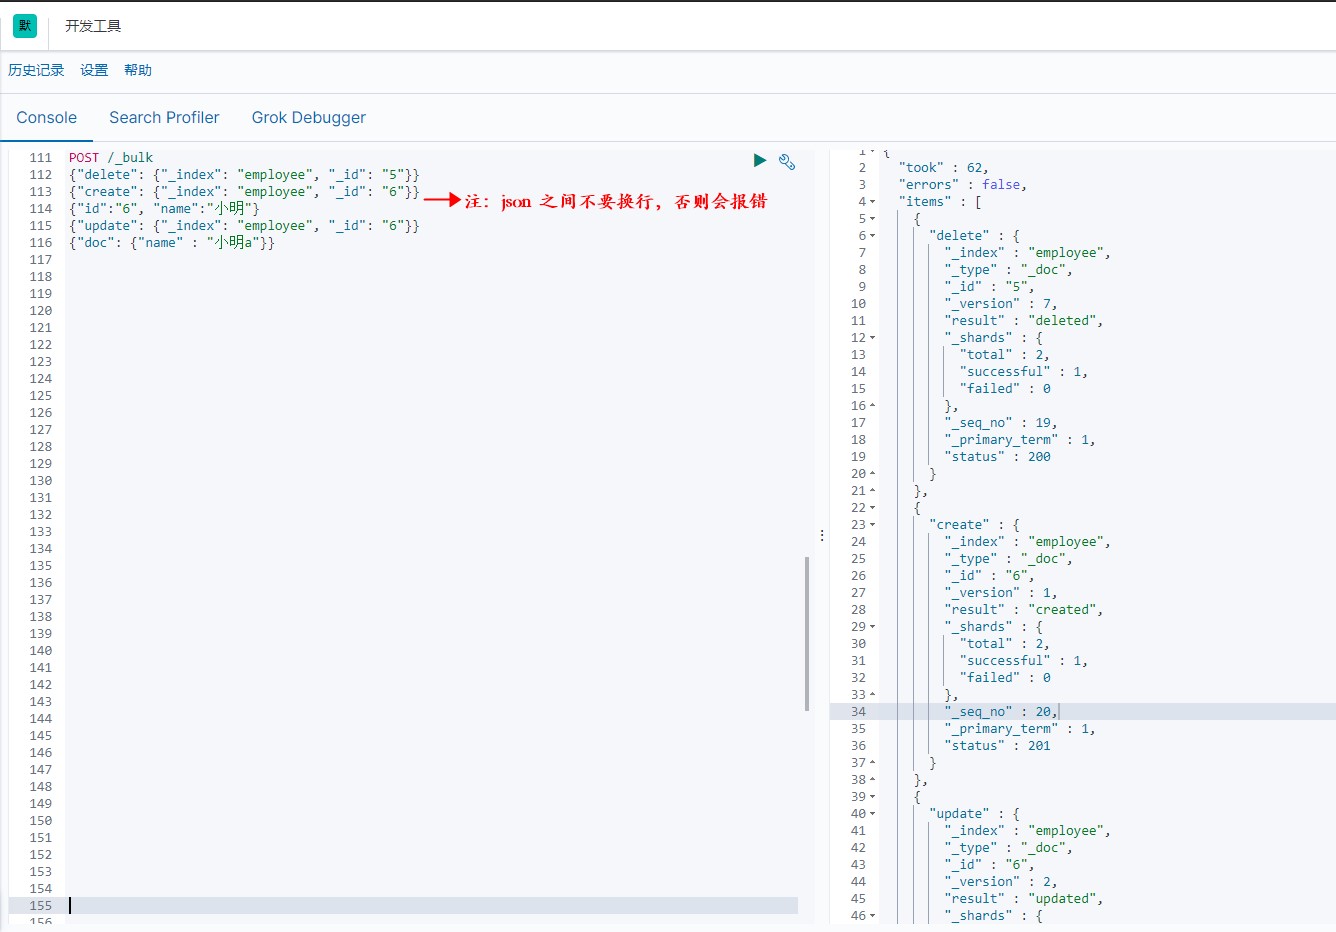 默 开发工具
历史记录 设置 帮助
Console Search Profiler Grok Debugger
111 POST /_bulk
112 {"delete": {"_index": "employee", "_id": "5"}}
113 {"create": {"_index": "employee", "_id": "6"}}
注：json 之间不要换行，否则会报错
114 {"id":"6", "name":"小明"}
115 {"update": {"_index": "employee", "_id": "6"}}
116 {"doc": {"name" : "小明a"}}
117
118
119
120
121
122
123
124
125
126
127
128
129
130
131
132
133
134
135
136
137
138
139
140
141
142
143
144
145
146
147
148
149
150
151
152
153
154
155
156
1 {
2 "took" : 62,
3 "errors" : false,
4 "items" : [
5 {
6 "delete" : {
7 "_index" : "employee",
8 "_type" : "_doc",
9 "_id" : "5",
10 "_version" : 7,
11 "result" : "deleted",
12 "_shards" : {
13 "total" : 2,
14 "successful" : 1,
15 "failed" : 0
16 },
17 "_seq_no" : 19,
18 "_primary_term" : 1,
19 "status" : 200
20 }
21 },
22 {
23 "create" : {
24 "_index" : "employee",
25 "_type" : "_doc",
26 "_id" : "6",
27 "_version" : 1,
28 "result" : "created",
29 "_shards" : {
30 "total" : 2,
31 "successful" : 1,
32 "failed" : 0
33 },
34 "_seq_no" : 20,
35 "_primary_term" : 1,
36 "status" : 201
37 }
38 },
39 {
40 "update" : {
41 "_index" : "employee",
42 "_type" : "_doc",
43 "_id" : "6",
44 "_version" : 2,
45 "result" : "updated",
46 "_shards" : {